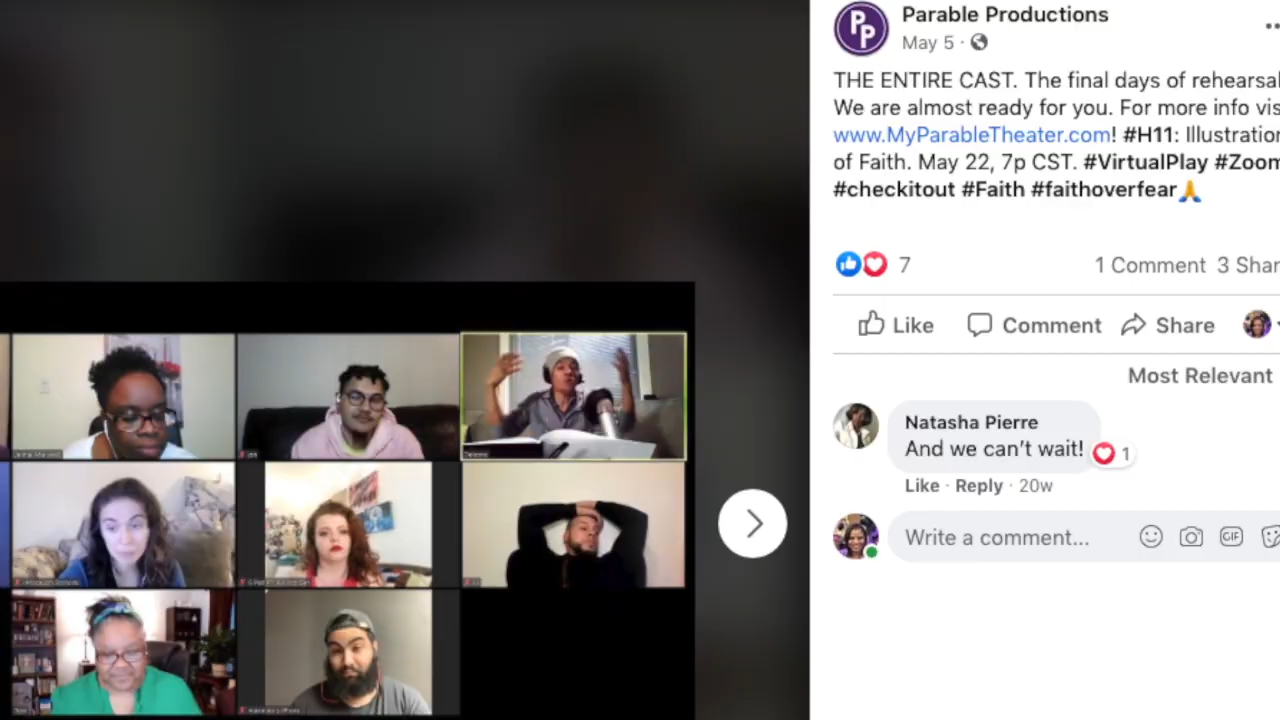 PP
Parable Productions
May 5 ·
THE ENTIRE CAST. The final days of rehearsal
We are almost ready for you. For more info vis
www.MyParableTheater.com! #H11: Illustration
of Faith. May 22, 7p CST. #VirtualPlay #Zoom
#checkitout #Faith #faithoverfear🙏
7
1 Comment 3 Shar
Like
Comment
Share
Most Relevant
Natasha Pierre
And we can't wait!
1
Like · Reply · 20w
Write a comment...
GIF